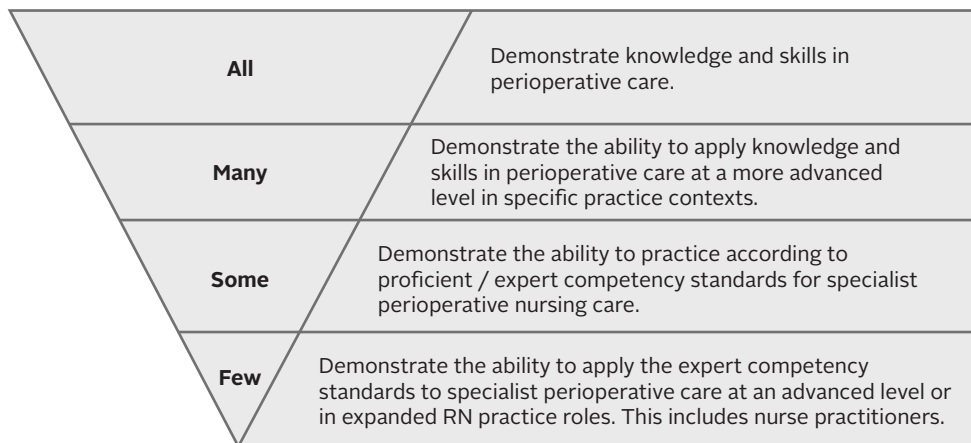 All
Demonstrate knowledge and skills in
perioperative care.
Many
Demonstrate the ability to apply knowledge and
skills in perioperative care at a more advanced
level in specific practice contexts.
Some
Demonstrate the ability to practice according to
proficient / expert competency standards for specialist
perioperative nursing care.
Few
Demonstrate the ability to apply the expert competency
standards to specialist perioperative care at an advanced level or
in expanded RN practice roles. This includes nurse practitioners.